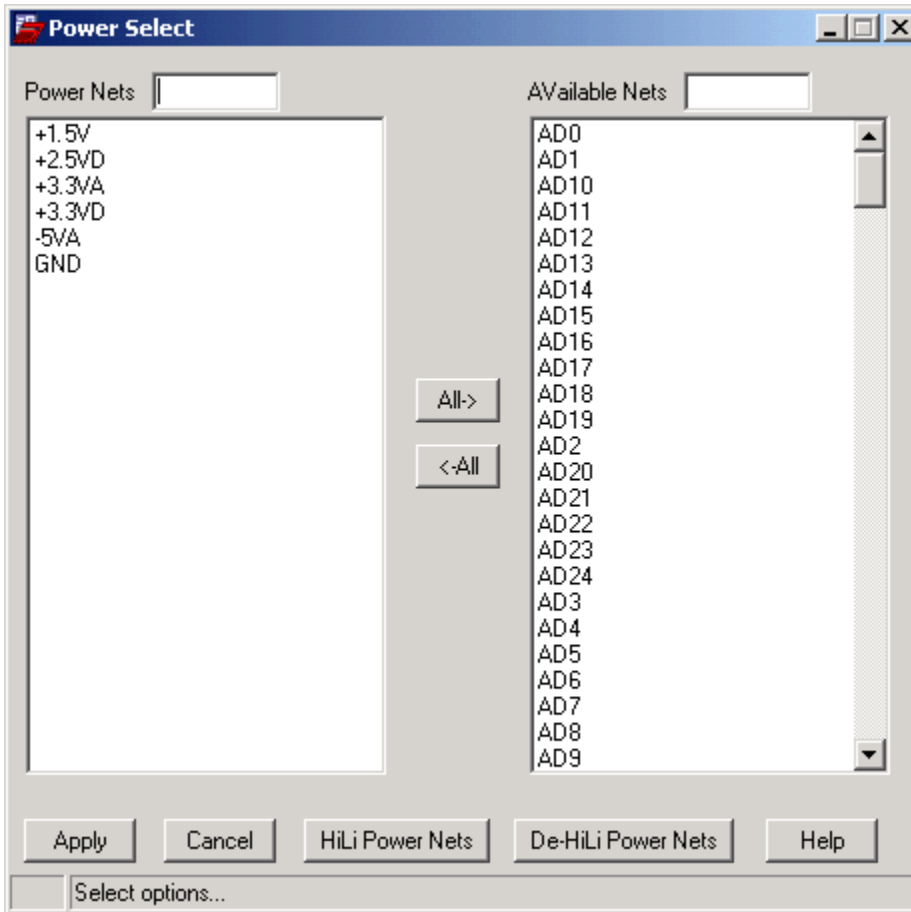 Power Select
Power Nets
AVailable Nets
+1.5V
+2.5VD
+3.3VA
+3.3VD
-5VA
GND
All->
<-All
AD0
AD1
AD10
AD11
AD12
AD13
AD14
AD15
AD16
AD17
AD18
AD19
AD2
AD20
AD21
AD22
AD23
AD24
AD3
AD4
AD5
AD6
AD7
AD8
AD9
Apply
Cancel
HiLi Power Nets
De-HiLi Power Nets
Help
Select options...